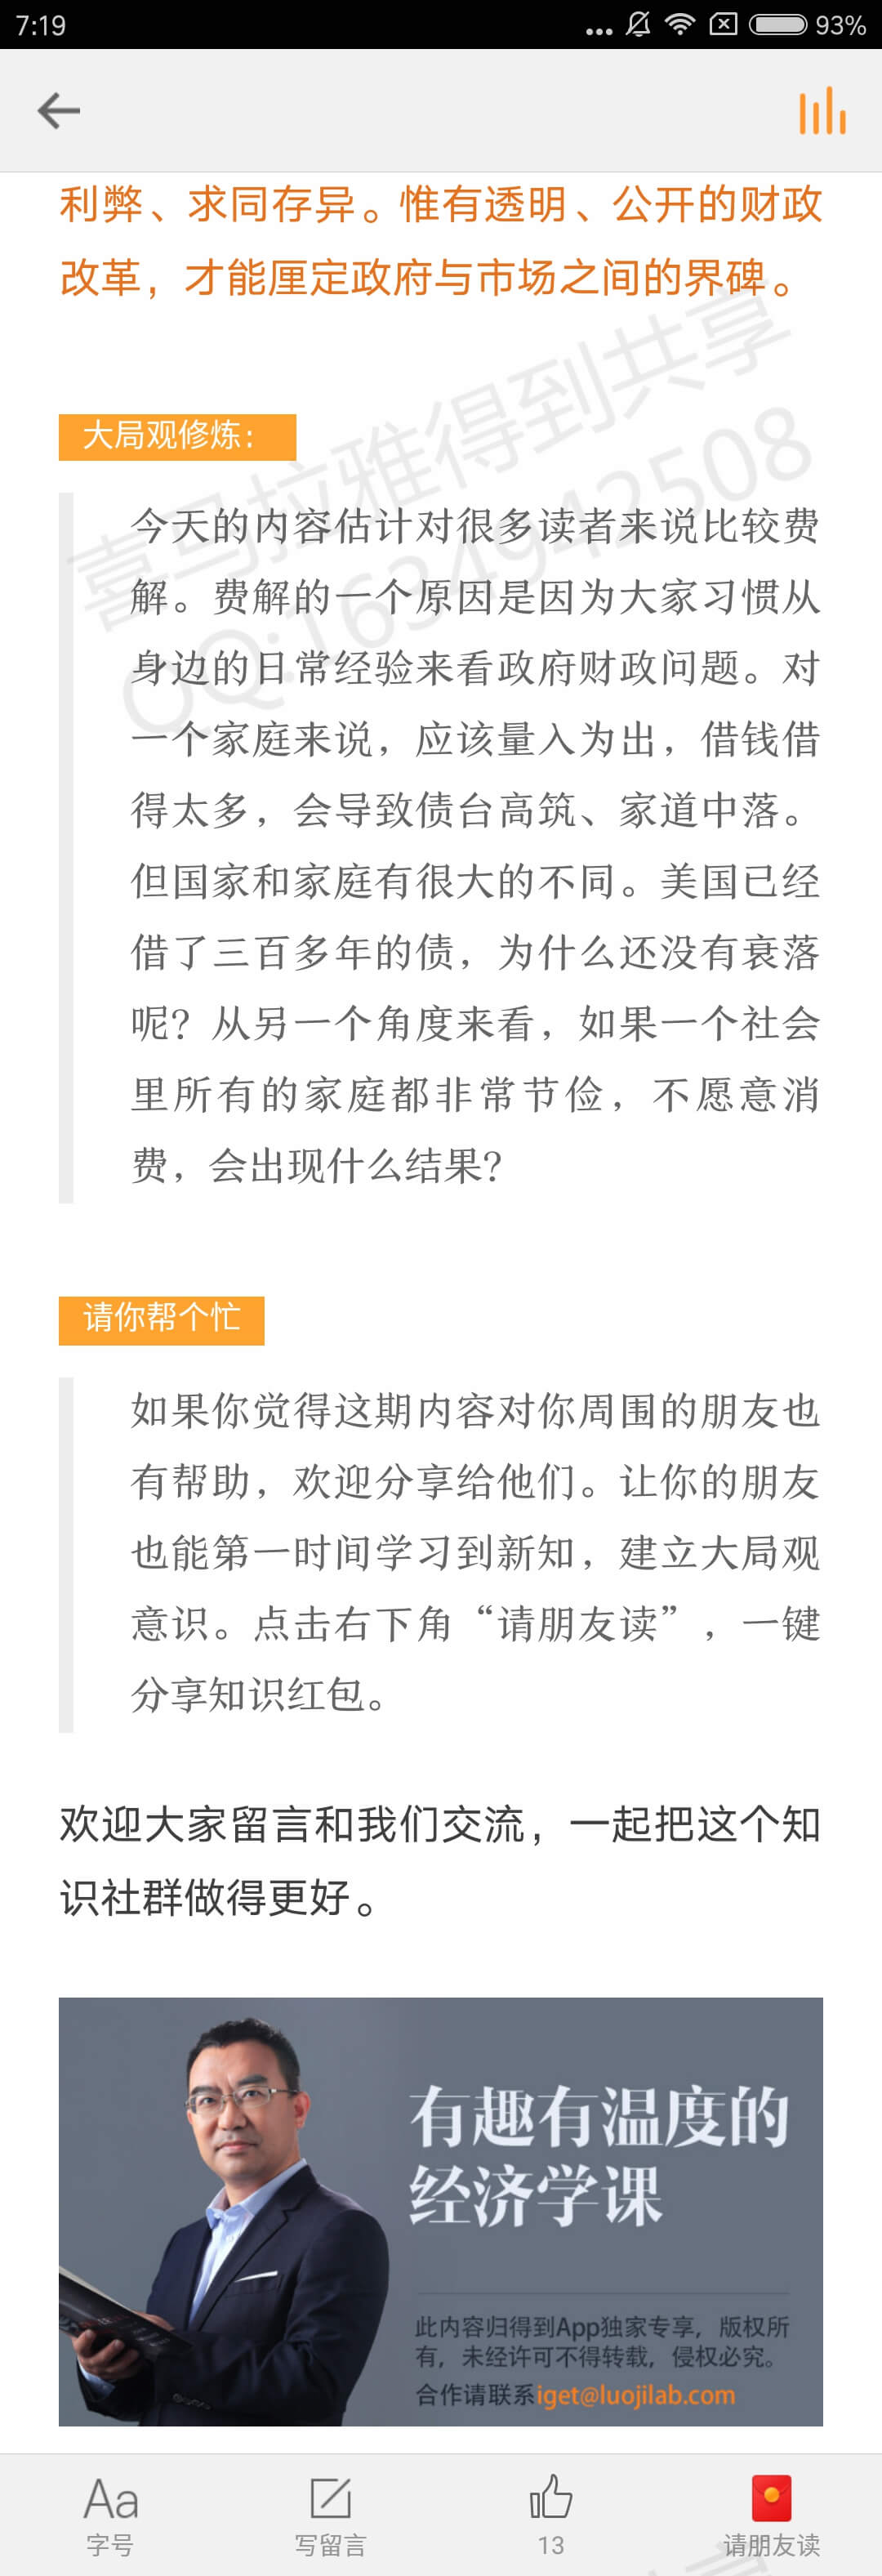 7:19
93%
利弊、求同存异。惟有透明、公开的财政
改革，才能厘定政府与市场之间的界碑。
喜马拉雅得到共享
QQ:1634942508
大局观修炼：
今天的内容估计对很多读者来说比较费
解。费解的一个原因是因为大家习惯从
身边的日常经验来看政府财政问题。对
一个家庭来说，应该量入为出，借钱借
得太多，会导致债台高筑、家道中落。
但国家和家庭有很大的不同。美国已经
借了三百多年的债，为什么还没有衰落
呢？从另一个角度来看，如果一个社会
里所有的家庭都非常节俭，不愿意消
费，会出现什么结果？
请你帮个忙
如果你觉得这期内容对你周围的朋友也
有帮助，欢迎分享给他们。让你的朋友
也能第一时间学习到新知，建立大局观
意识。点击右下角“请朋友读”，一键
分享知识红包。
欢迎大家留言和我们交流，一起把这个知
识社群做得更好。
有趣有温度的
经济学课
此内容归得到App独家专享，版权所
有，未经许可不得转载，侵权必究。
合作请联系iget@luojilab.com
Aa
字号
写留言
13
请朋友读